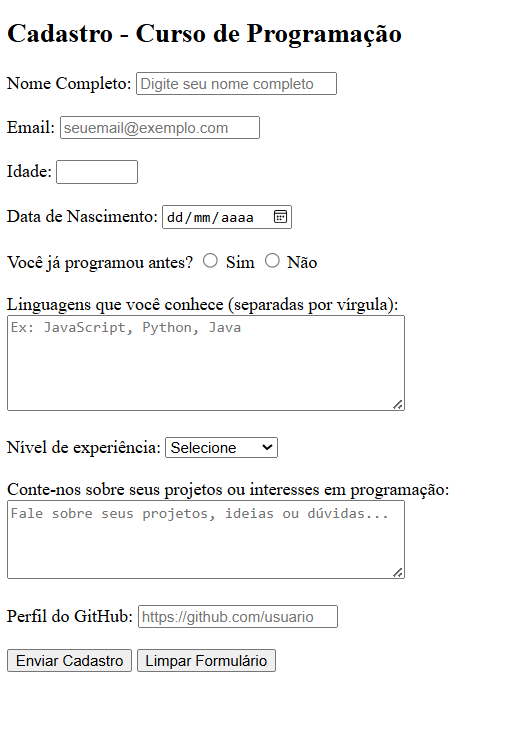 Cadastro - Curso de Programação
Nome Completo: Digite seu nome completo
Email: seuemail@exemplo.com
Idade:
Data de Nascimento: dd/mm/aaaa
Você já programou antes? Sim Não
Linguagens que você conhece (separadas por vírgula):
Ex: JavaScript, Python, Java
Nível de experiência: Selecione
Conte-nos sobre seus projetos ou interesses em programação:
Fale sobre seus projetos, ideias ou dúvidas...
Perfil do GitHub: https://github.com/usuario
Enviar Cadastro Limpar Formulário